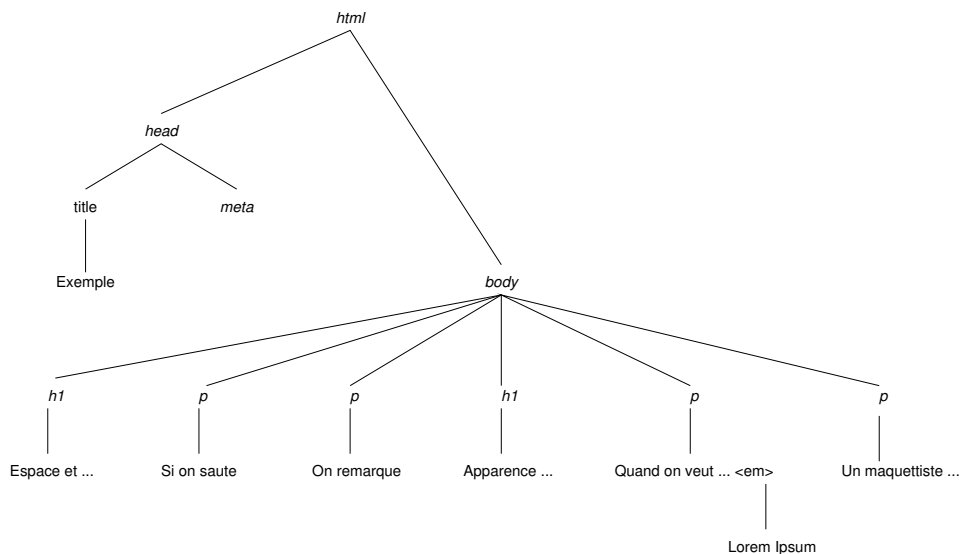 html
head
title
meta
Exemple
body
h1
p
p
h1
p
p
Espace et ...
Si on saute
On remarque
Apparence ...
Quand on veut ... <em>
Un maquettiste ...
Lorem Ipsum